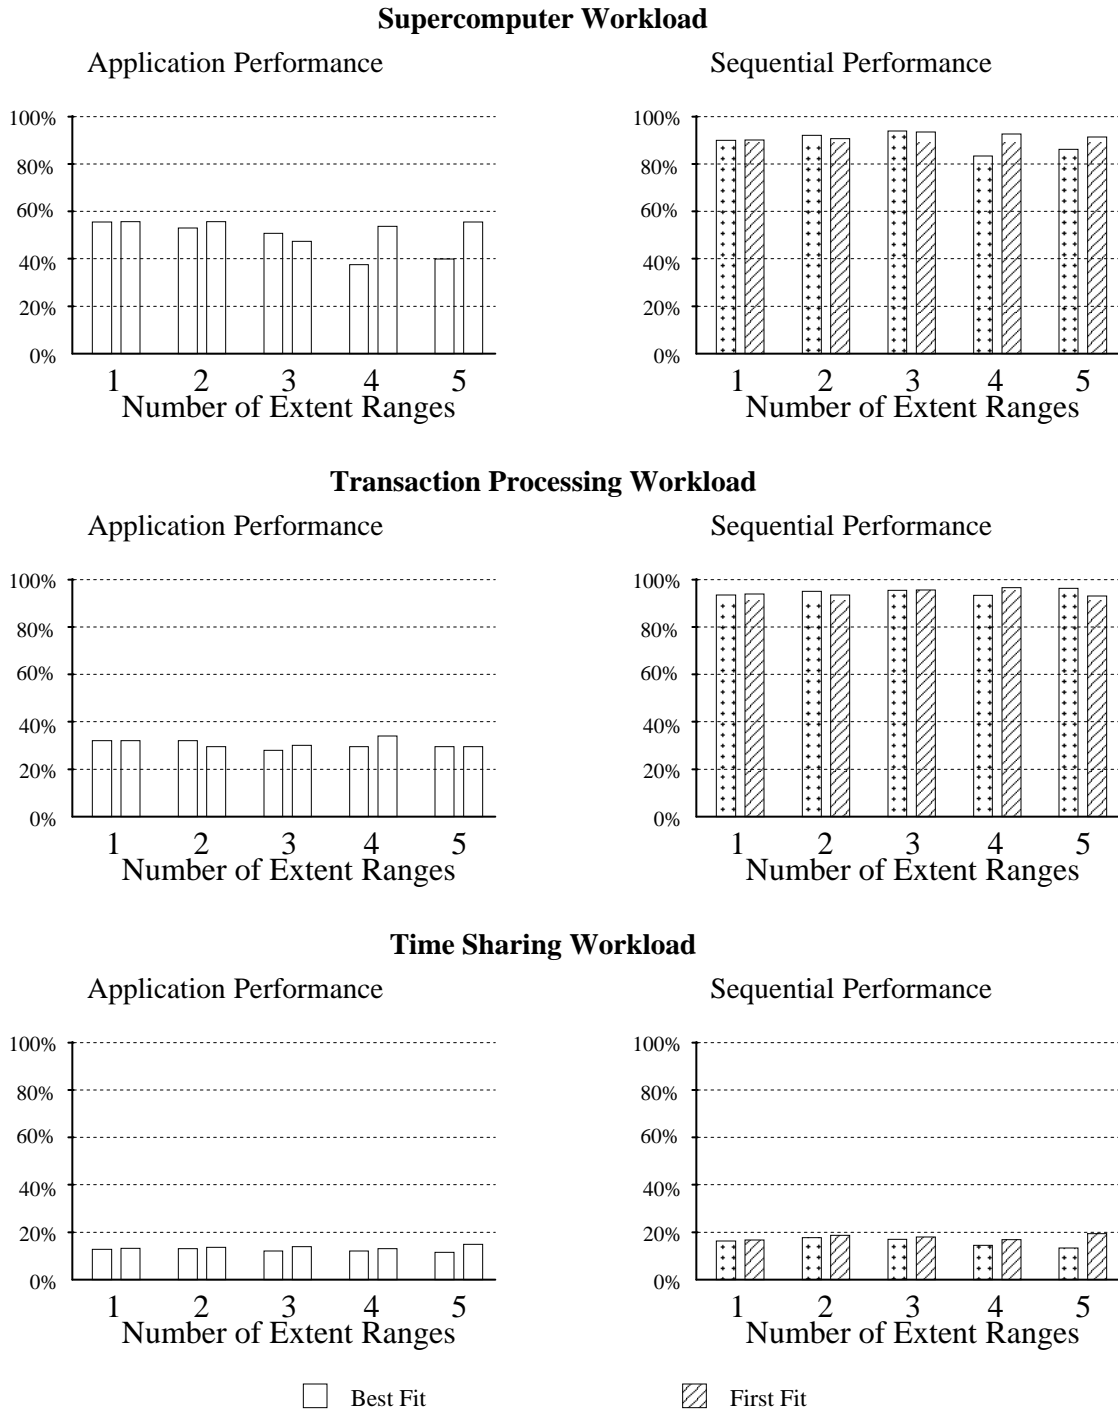 Supercomputer Workload
Application Performance
Sequential Performance
100%
80%
60%
40%
20%
0%
1 2 3 4 5
Number of Extent Ranges
100%
80%
60%
40%
20%
0%
1 2 3 4 5
Number of Extent Ranges
Transaction Processing Workload
Application Performance
Sequential Performance
100%
80%
60%
40%
20%
0%
1 2 3 4 5
Number of Extent Ranges
100%
80%
60%
40%
20%
0%
1 2 3 4 5
Number of Extent Ranges
Time Sharing Workload
Application Performance
Sequential Performance
100%
80%
60%
40%
20%
0%
1 2 3 4 5
Number of Extent Ranges
100%
80%
60%
40%
20%
0%
1 2 3 4 5
Number of Extent Ranges
Best Fit
First Fit